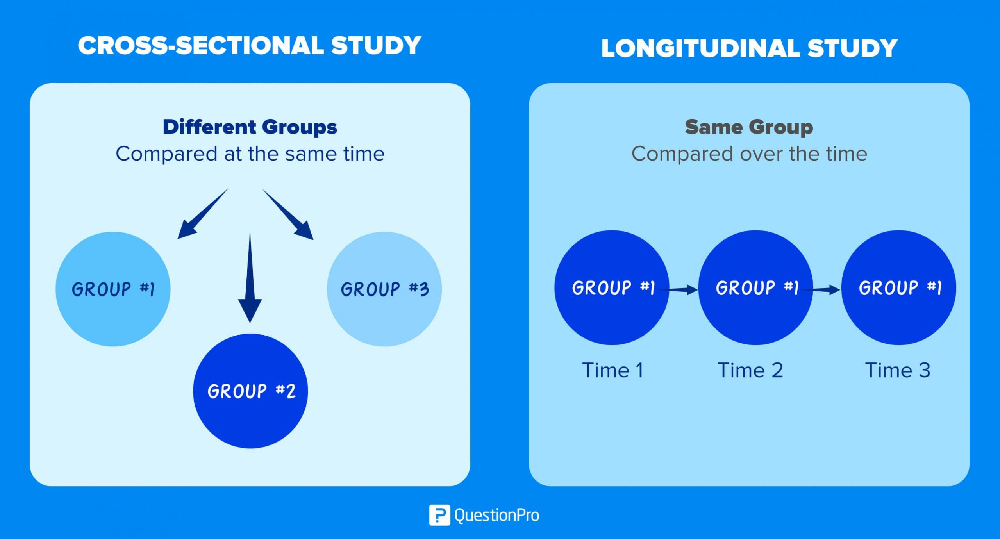 CROSS-SECTIONAL STUDY
Different Groups
Compared at the same time
GROUP #1
GROUP #2
GROUP #3
LONGITUDINAL STUDY
Same Group
Compared over the time
GROUP #1
GROUP #1
GROUP #1
Time 1
Time 2
Time 3
QuestionPro